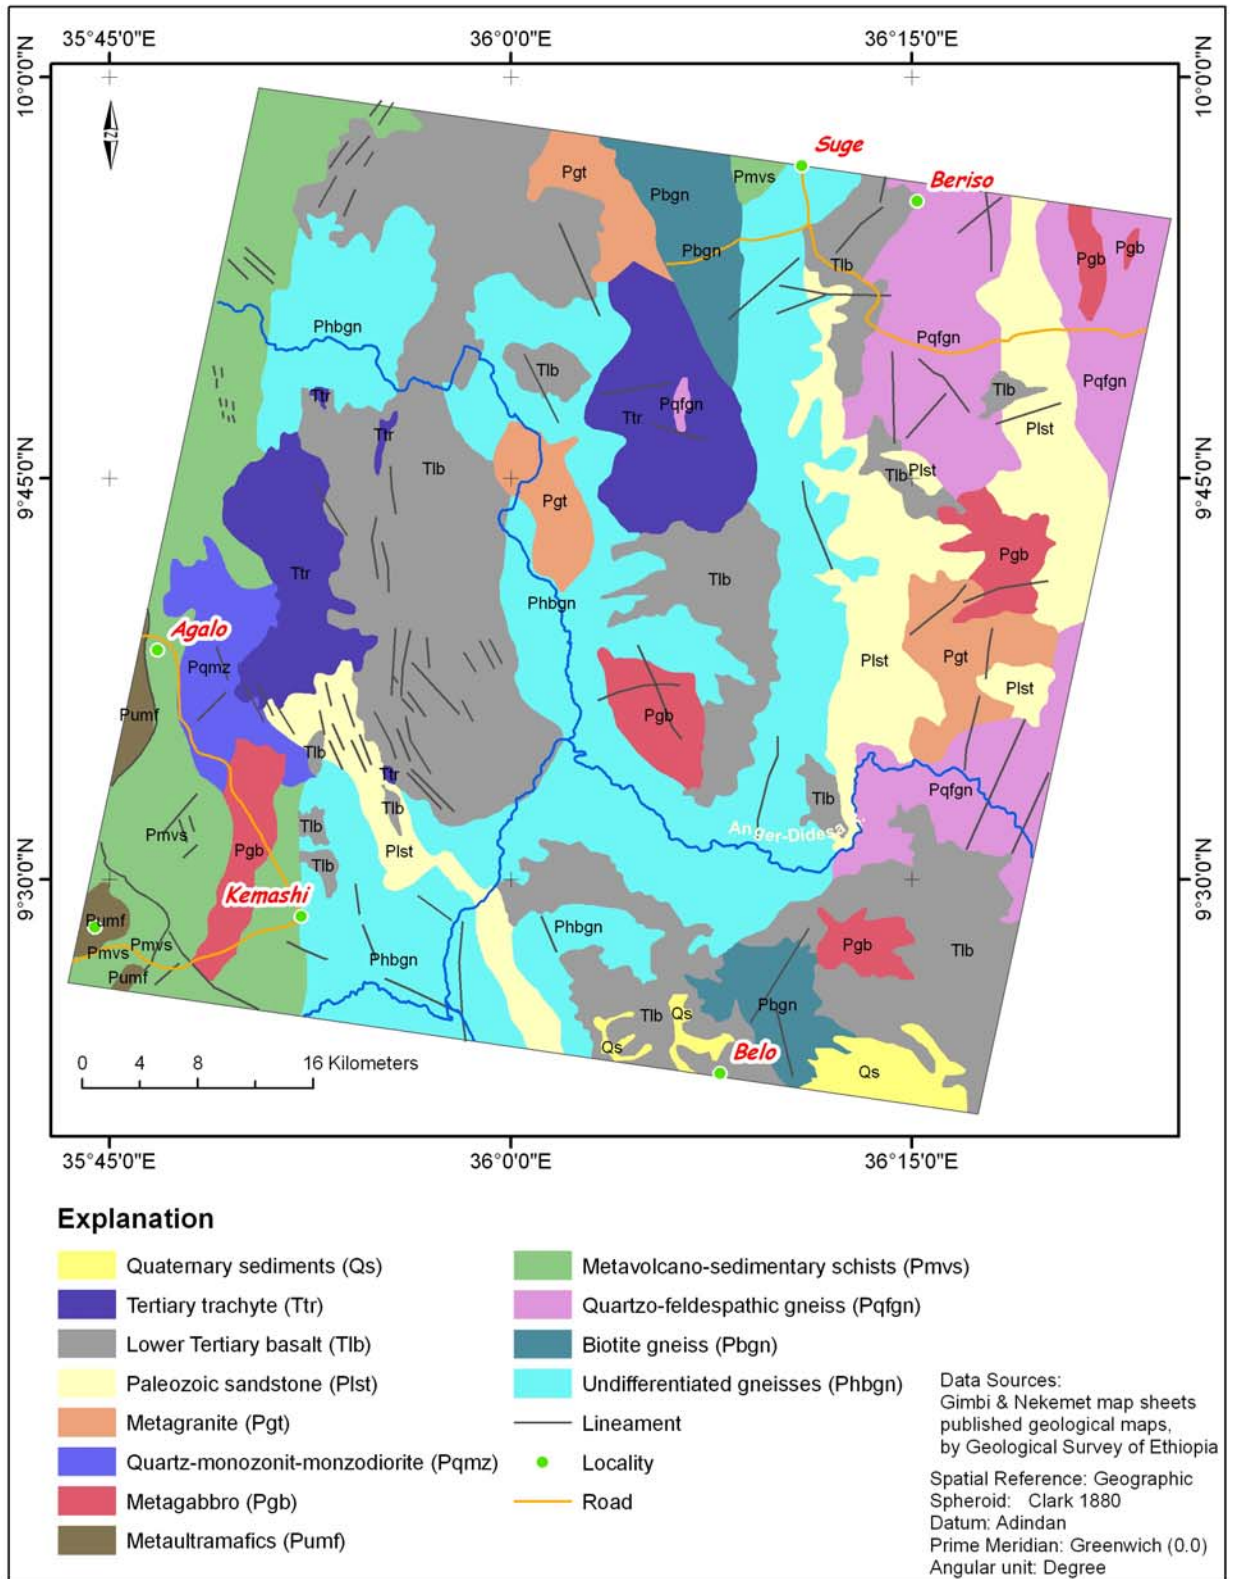 35°45'0"E 36°0'0"E 36°15'0"E
10°0'0"N 10°0'0"N
N
Suge
Pgt Pbgn Pmvs Beriso
Pbgn Tlb Pgb Pgb
Phbgn Pqfgn
Tlb Tlb Pqfgn
Ttr Pqfgn
Ttr Ttr Plst
9°45'0"N Tlb Tlb Plst 9°45'0"N
Pgt
Pgb
Ttr Tlb
Phbgn
Agalo
Pqmz Plst Pgt
Plst
Pumf Pgb
Tlb
Ttr Pqfgn
Tlb Tlb
Pmvs Tlb Anger-Didesa
Pgb Plst
Tlb
9°30'0"N Kemashi 9°30'0"N
Pumf Phbgn
Pmvs Pmvs Pgb Tlb
Phbgn
Pumf Pbgn
Tlb Qs
Qs Belo
Qs
0 4 8 16 Kilometers
35°45'0"E 36°0'0"E 36°15'0"E
Explanation
Quaternary sediments (Qs)
Tertiary trachyte (Ttr)
Lower Tertiary basalt (Tlb)
Paleozoic sandstone (Plst)
Metagranite (Pgt)
Quartz-monozonit-monzodiorite (Pqmz)
Metagabbro (Pgb)
Metaultramafics (Pumf)
Metavolcano-sedimentary schists (Pmvs)
Quartzo-feldespathic gneiss (Pqfgn)
Biotite gneiss (Pbgn)
Undifferentiated gneisses (Phbgn)
Lineament
Locality
Road
Data Sources:
Gimbi & Nekemet map sheets
published geological maps,
by Geological Survey of Ethiopia
Spatial Reference: Geographic
Spheroid: Clark 1880
Datum: Adindan
Prime Meridian: Greenwich (0.0)
Angular unit: Degree